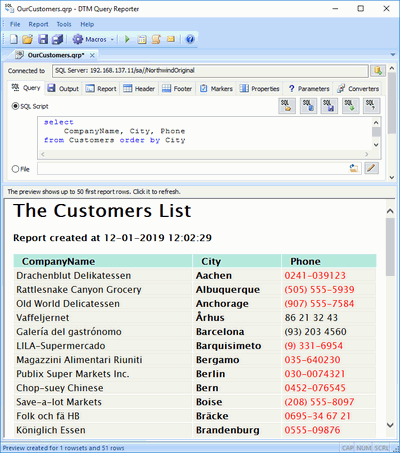 OurCustomers.qrp - DTM Query Reporter
File Report Tools Help
Macros
OurCustomers.qrp*
Connected to SQL Server: 192.168.137.11/sa//NorthwindOriginal
Query Output Report Header Footer Markers Properties Parameters Converters
SQL Script SQL SQL SQL SQL SQL
select
CompanyName, City, Phone
from Customers order by City
File
The preview shows up to 50 first report rows. Click it to refresh.
The Customers List
Report created at 12-01-2019 12:02:29
CompanyName City Phone
Drachenblut Delikatessen Aachen 0241-039123
Rattlesnake Canyon Grocery Albuquerque (505) 555-5939
Old World Delicatessen Anchorage (907) 555-7584
Vaffeljernet Århus 86 21 32 43
Galería del gastrónomo Barcelona (93) 203 4560
LILA-Supermercado Barquisimeto (9) 331-6954
Magazzini Alimentari Riuniti Bergamo 035-640230
Publix Super Markets Inc. Berlin 030-0074321
Chop-suey Chinese Bern 0452-076545
Save-a-lot Markets Boise (208) 555-8097
Folk och fä HB Bräcke 0695-34 67 21
Königlich Essen Brandenburg 0555-09876
Preview created for 1 rowsets and 51 rows CAP NUM SCRL